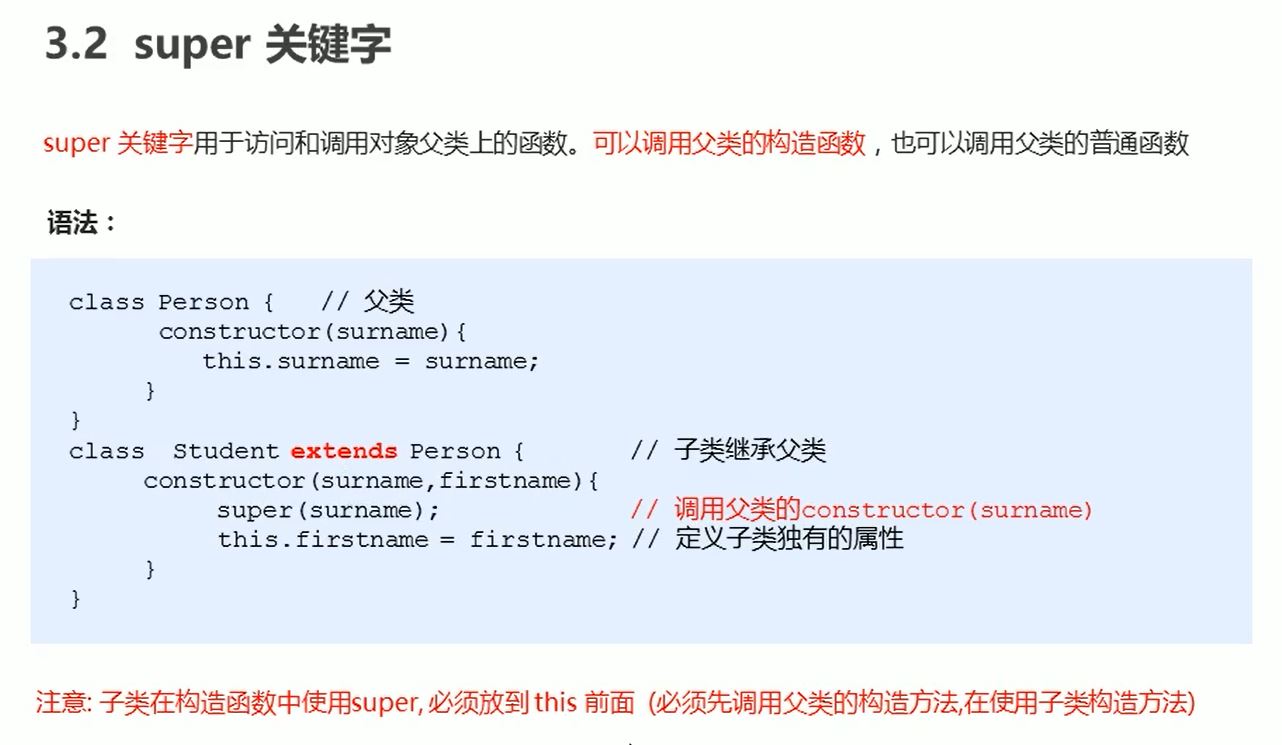 3.2 super 关键字
super 关键字用于访问和调用对象父类上的函数。可以调用父类的构造函数，也可以调用父类的普通函数
语法：
class Person {   // 父类
      constructor(surname){
         this.surname = surname;
     }
}
class  Student extends Person {       // 子类继承父类
     constructor(surname,firstname){
          super(surname);             // 调用父类的constructor(surname)
          this.firstname = firstname; // 定义子类独有的属性
     }
}
注意: 子类在构造函数中使用super, 必须放到 this 前面 (必须先调用父类的构造方法,在使用子类构造方法)